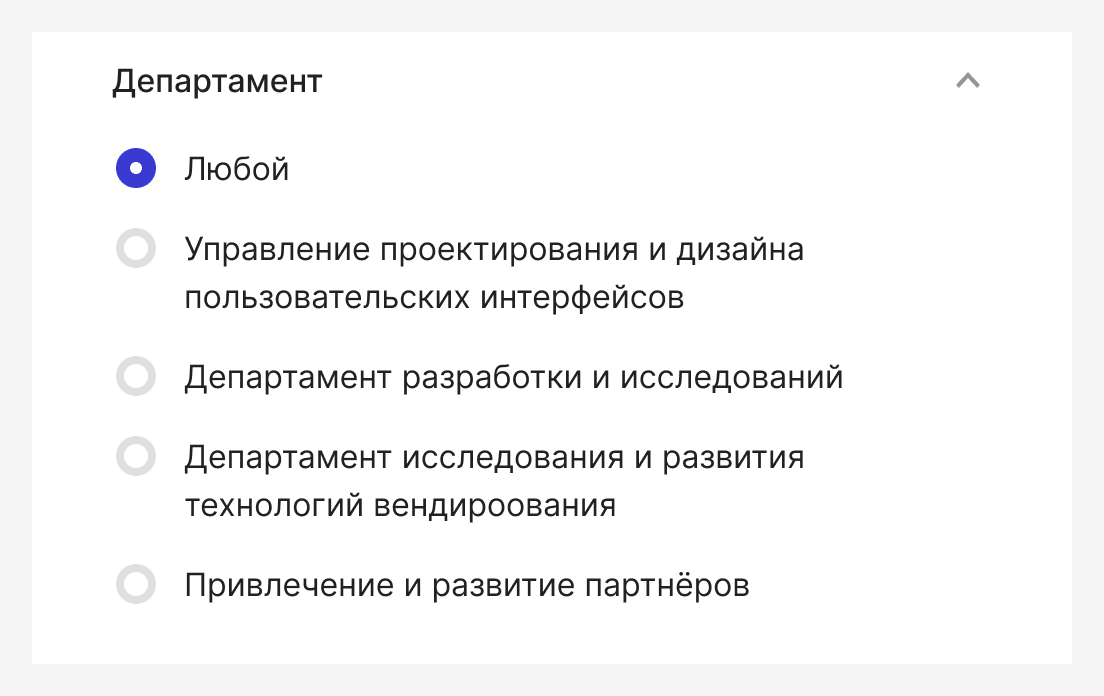 Департамент
Любой
Управление проектирования и дизайна
пользовательских интерфейсов
Департамент разработки и исследований
Департамент исследования и развития
технологий вендироования
Привлечение и развитие партнёров